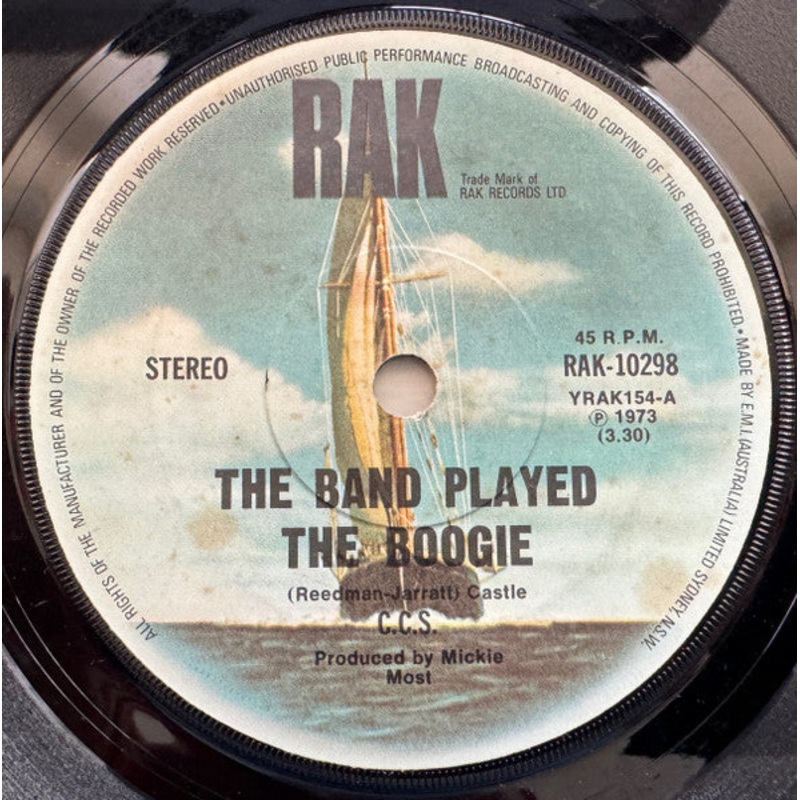 ALL RIGHTS OF THE MANUFACTURER AND OF THE OWNER OF THE RECORDED WORK RESERVED • UNAUTHORISED PUBLIC PERFORMANCE BROADCASTING AND COPYING OF THIS RECORD PROHIBITED. • MADE BY E.M.I. (AUSTRALIA) LIMITED SYDNEY, N.S.W.
RAK
Trade Mark of
RAK RECORDS LTD
STEREO
45 R.P.M.
RAK-10298
YRAK154-A
℗ 1973
(3.30)
THE BAND PLAYED
THE BOOGIE
(Reedman-Jarratt) Castle
C.C.S.
Produced by Mickie
Most